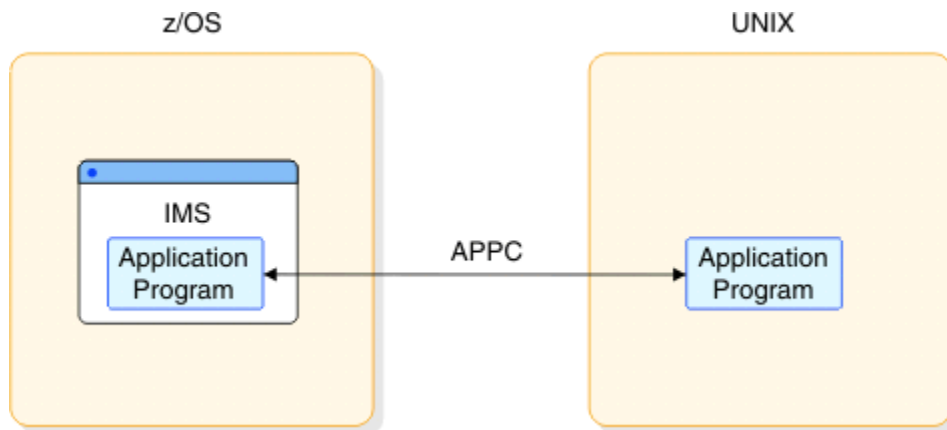 z/OS
UNIX
IMS
Application
Program
APPC
Application
Program